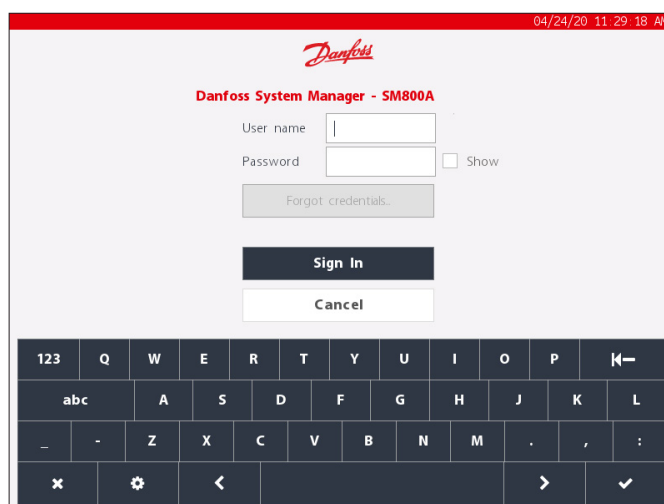 04/24/20 11:29:18 AM
Danfoss
Danfoss System Manager - SM800A
User name
Password
Show
Forgot credentials..
Sign In
Cancel
123 Q W E R T Y U I O P
abc A S D F G H J K L
_ - Z X C V B N M . , :